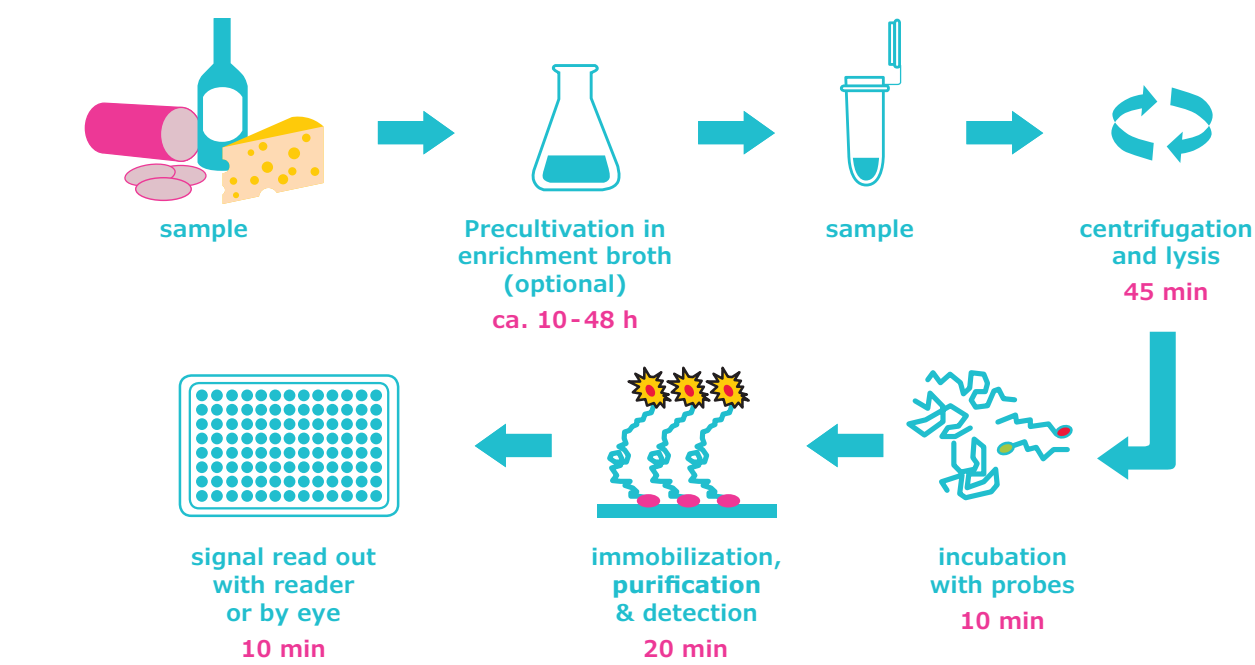 sample
Precultivation in
enrichment broth
(optional)
ca. 10-48 h
sample
centrifugation
and lysis
45 min
signal read out
with reader
or by eye
10 min
immobilization,
purification
& detection
20 min
incubation
with probes
10 min